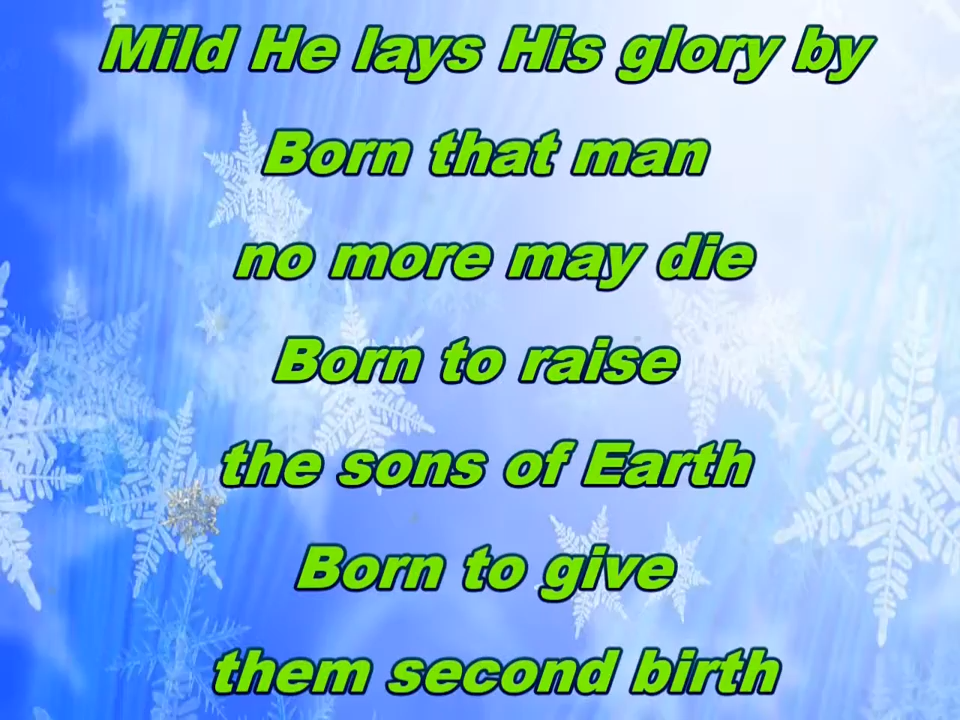 Mild He lays His glory by
Born that man
no more may die
Born to raise
the sons of Earth
Born to give
them second birth